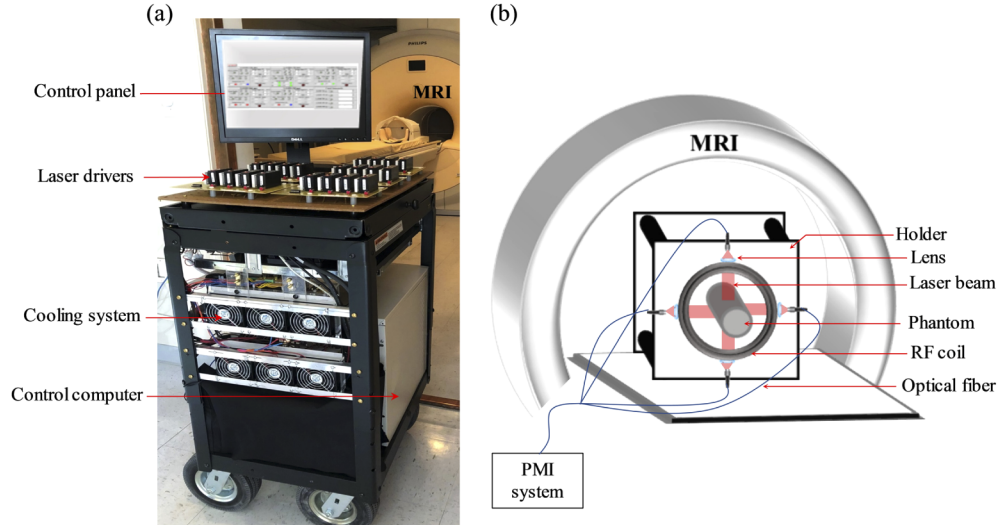 (a)
(b)
PHILIPS
Control panel
MRI
DELL
Laser drivers
Cooling system
Control computer
MRI
Holder
Lens
Laser beam
Phantom
RF coil
Optical fiber
PMI
system